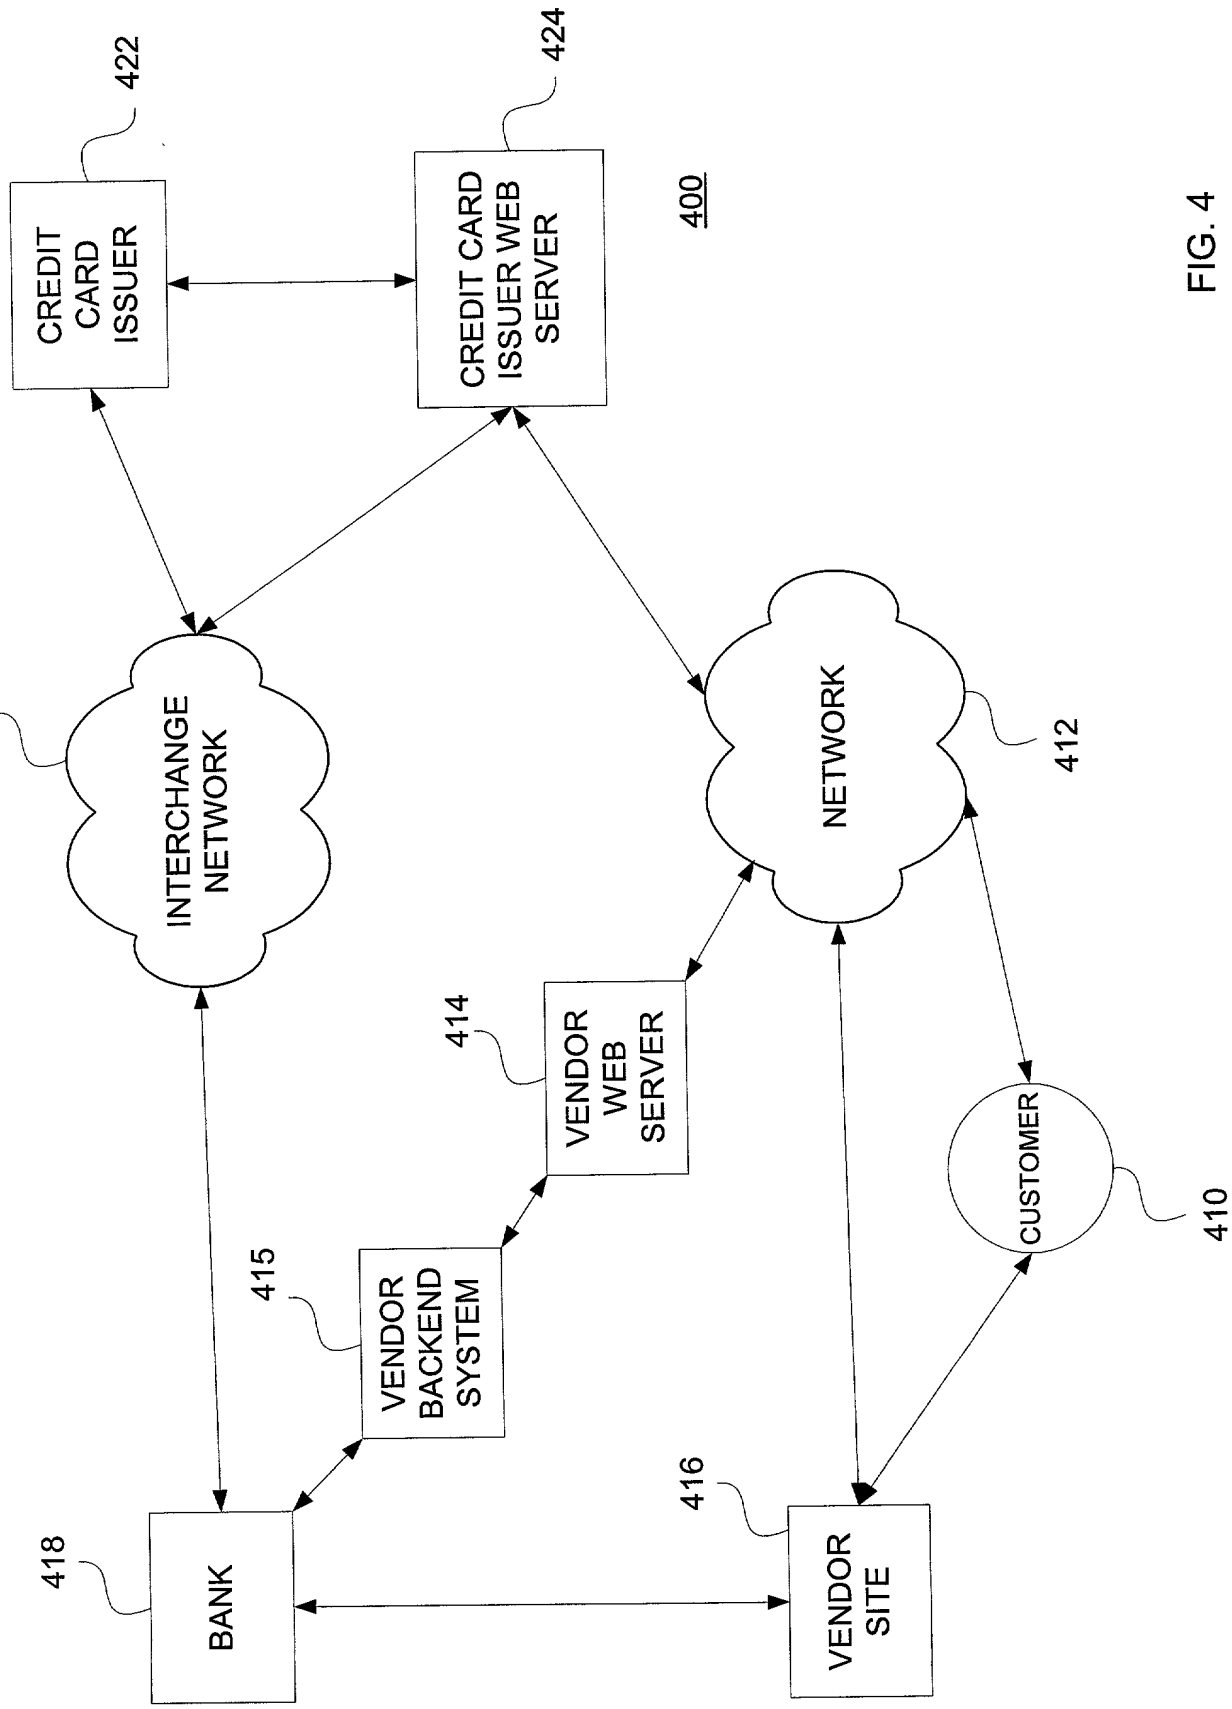 418
BANK
INTERCHANGE
NETWORK
CREDIT
CARD
ISSUER
422
415
VENDOR
BACKEND
SYSTEM
414
VENDOR
WEB
SERVER
CREDIT CARD
ISSUER WEB
SERVER
424
400
416
VENDOR
SITE
NETWORK
412
CUSTOMER
410
FIG. 4